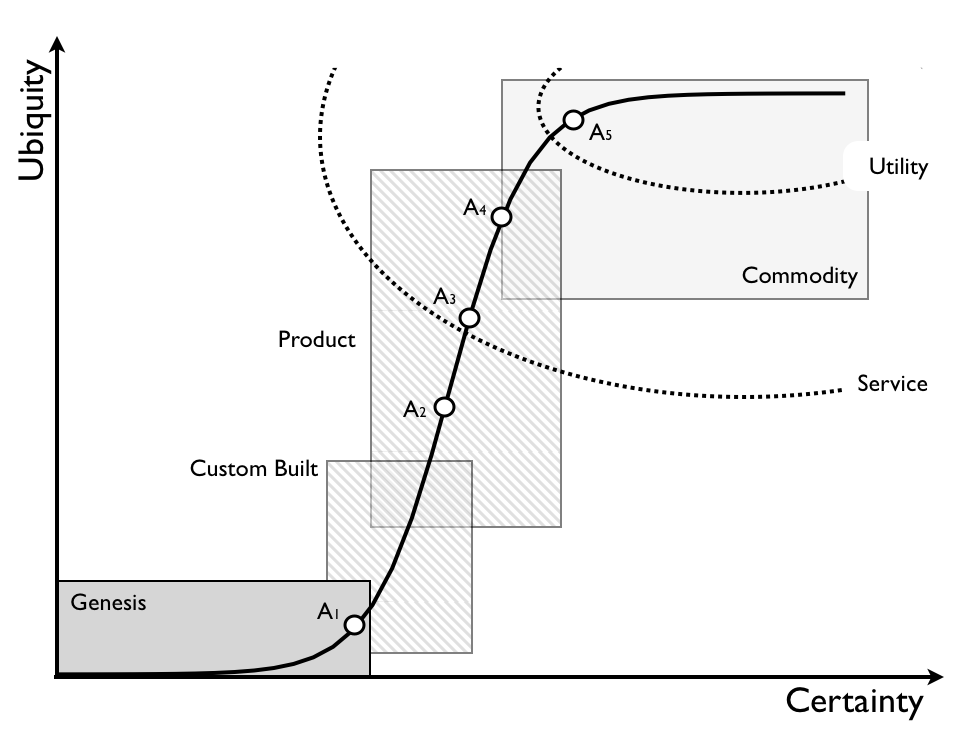 Ubiquity
A5
Utility
A4
Commodity
A3
Product
Service
A2
Custom Built
Genesis
A1
Certainty